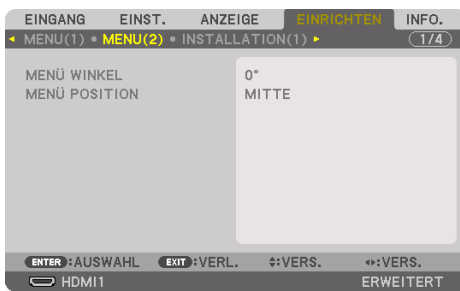 EINGANG EINST. ANZEIGE EINRICHTEN INFO.
◂ MENU(1) • MENU(2) • INSTALLATION(1) ▸ 1/4
MENÜ WINKEL 0°
MENÜ POSITION MITTE
ENTER :AUSWAHL EXIT :VERL. ⬍:VERS. ⬌:VERS.
HDMI1 ERWEITERT